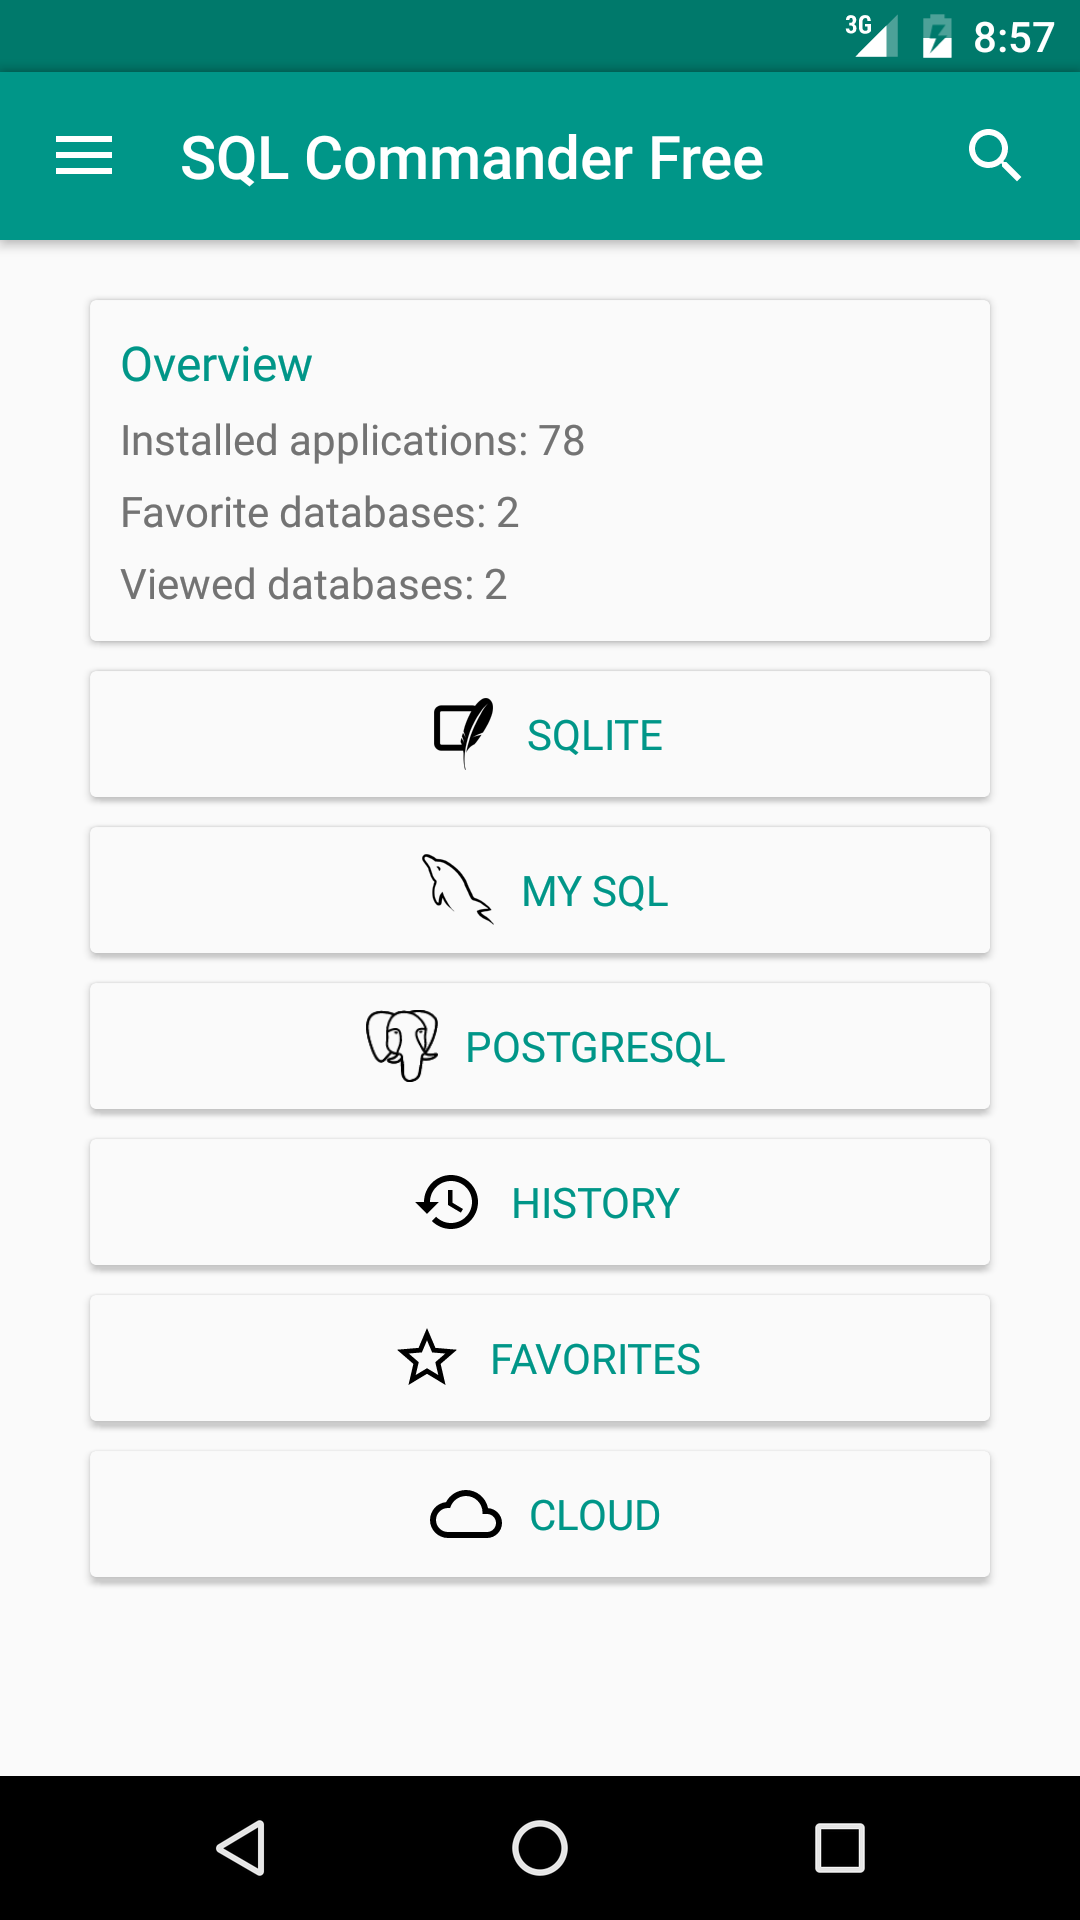 3G 8:57
SQL Commander Free
Overview
Installed applications: 78
Favorite databases: 2
Viewed databases: 2
SQLITE
MY SQL
POSTGRESQL
HISTORY
FAVORITES
CLOUD